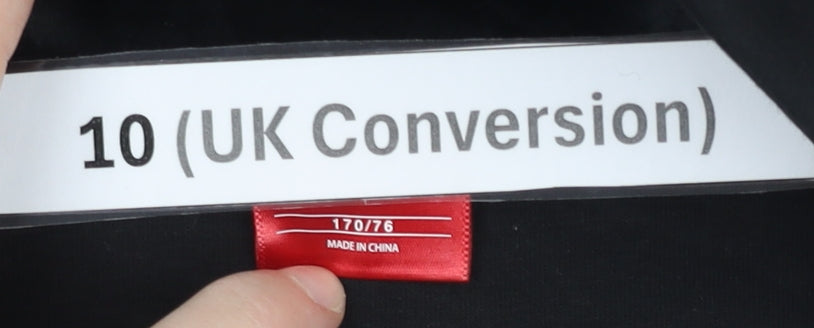 10 (UK Conversion)
170/76
MADE IN CHINA